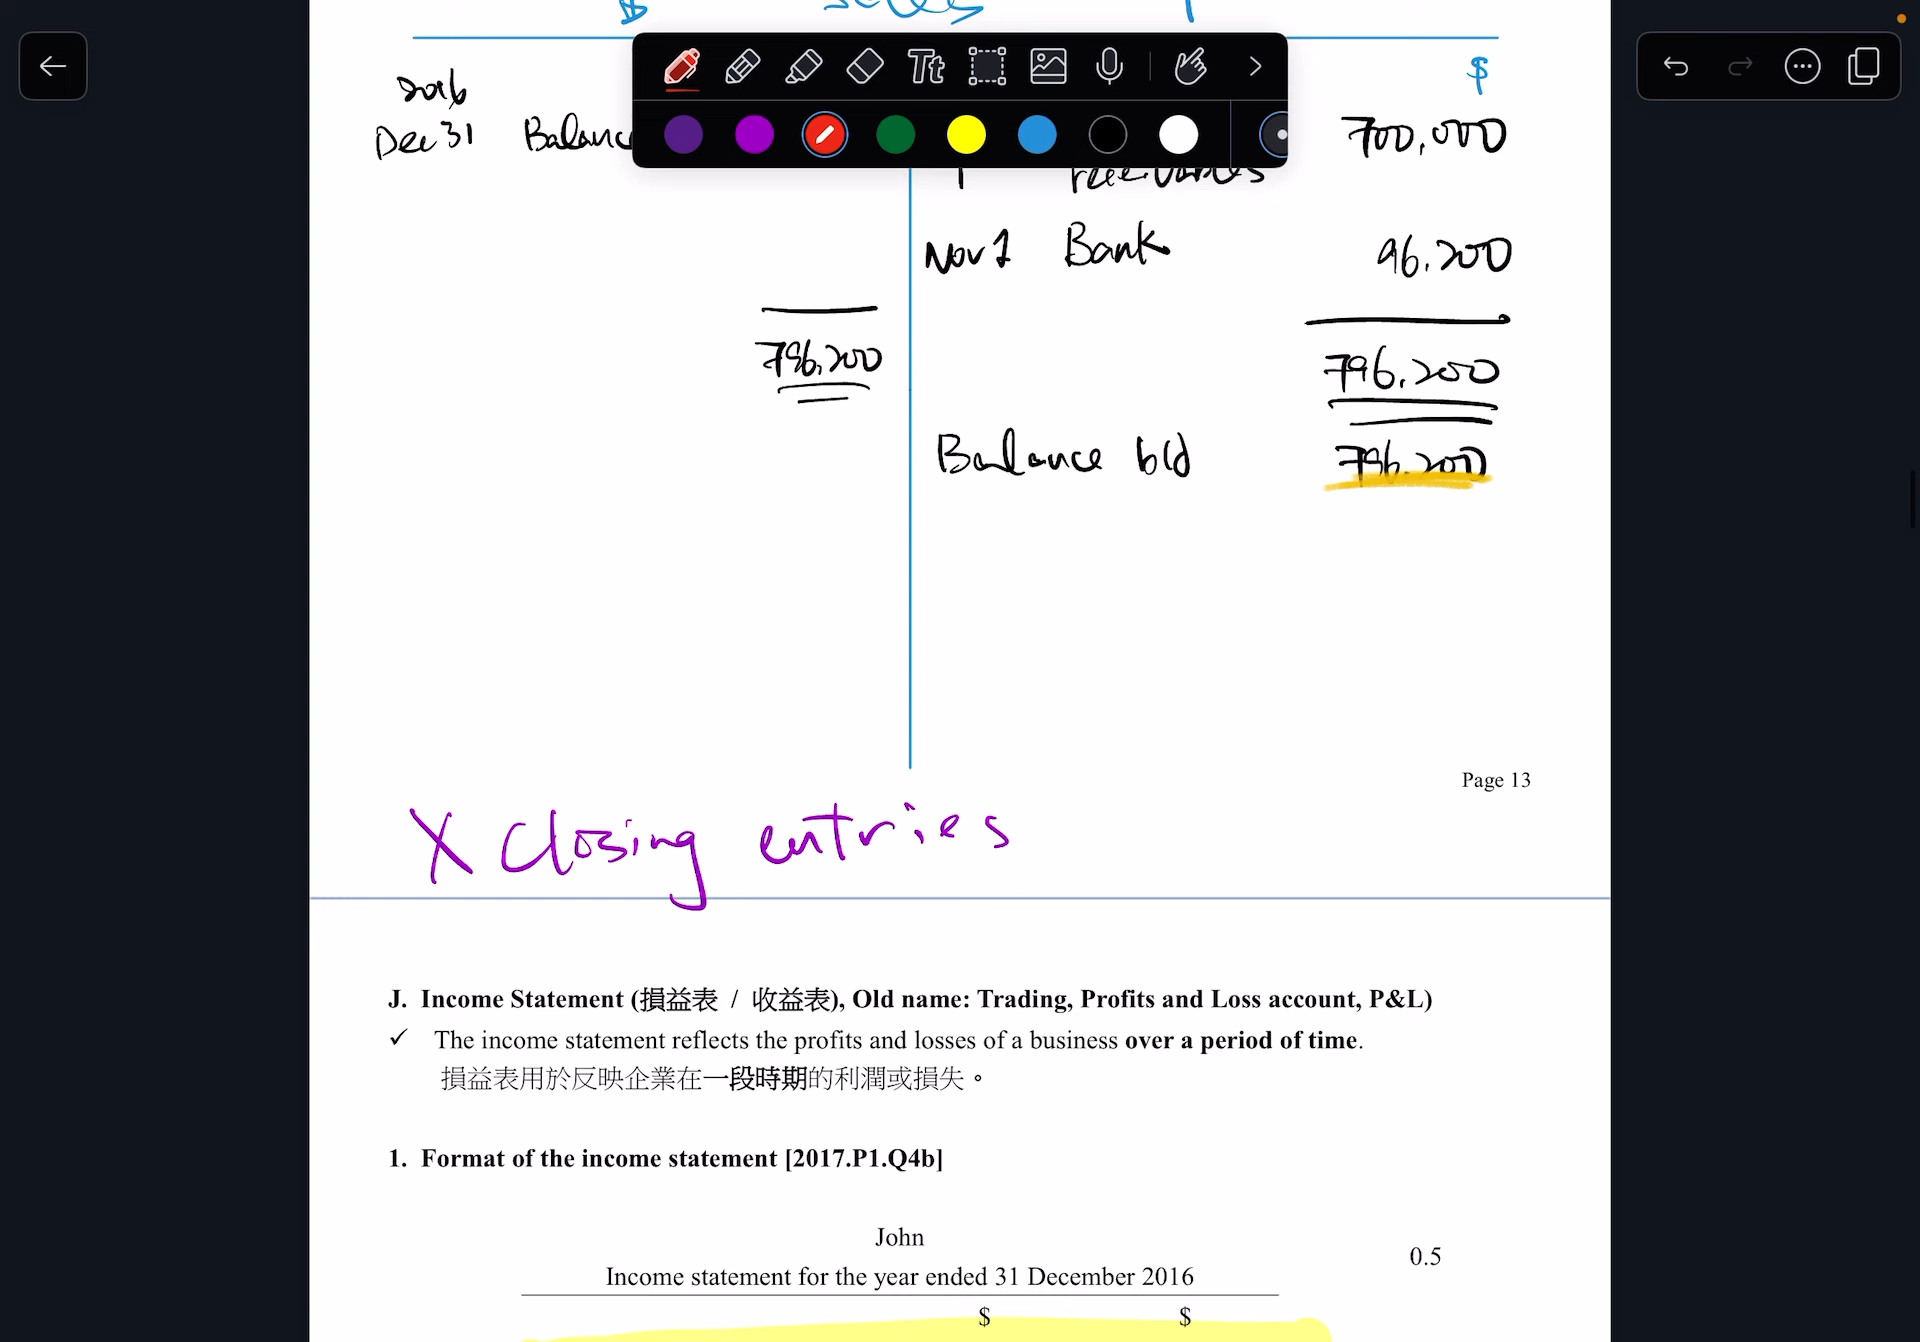 $ sales $
2016 $
Dec 31 Balanc 700,000
receivables
Nov 1 Bank 96,200
796,200 796,200
Balance b/d 796,200
Page 13
X Closing entries
J. Income Statement (損益表 / 收益表), Old name: Trading, Profits and Loss account, P&L)
✓ The income statement reflects the profits and losses of a business over a period of time.
損益表用於反映企業在一段時期的利潤或損失。
1. Format of the income statement [2017.P1.Q4b]
John
0.5
Income statement for the year ended 31 December 2016
$ $